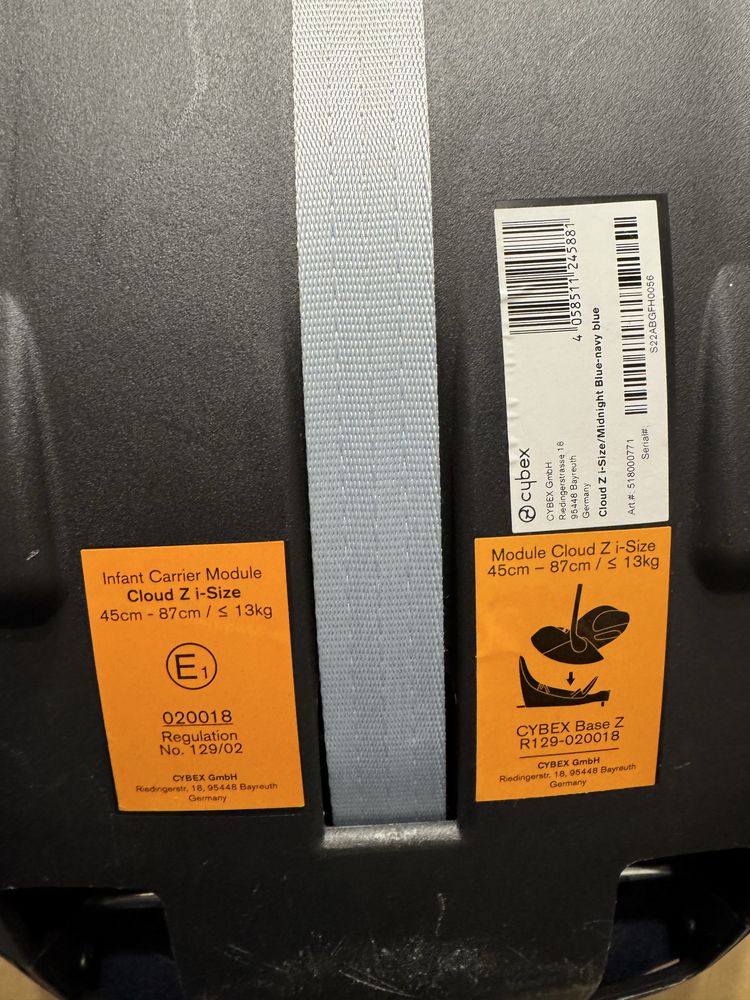 4 058511 245881
cybex
CYBEX GmbH
Riedingerstrasse 18
95448 Bayreuth
Germany
Cloud Z i-Size/Midnight Blue-navy blue
Art.#: 518000771
Serial#:
S22ABGFH0056
Infant Carrier Module
Cloud Z i-Size
45cm - 87cm / ≤ 13kg
E1
020018
Regulation
No. 129/02
CYBEX GmbH
Riedingerstr. 18, 95448 Bayreuth
Germany
Module Cloud Z i-Size
45cm – 87cm / ≤ 13kg
CYBEX Base Z
R129-020018
CYBEX GmbH
Riedingerstr. 18, 95448 Bayreuth
Germany